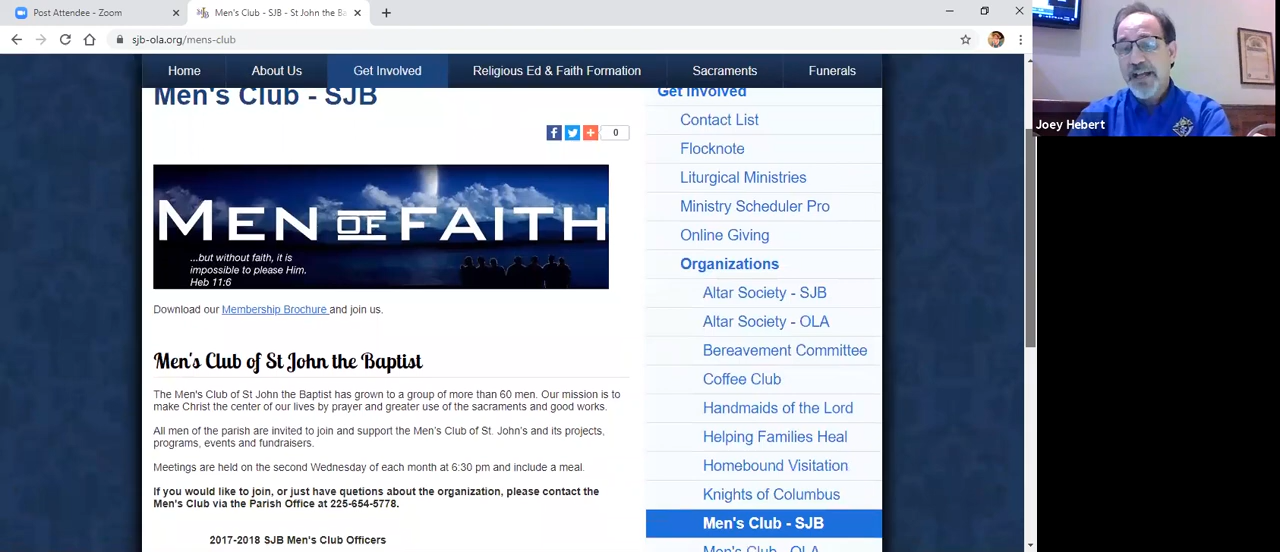 Post Attendee - Zoom
Men's Club - SJB - St John the Ba
sjb-ola.org/mens-club
Home
About Us
Get Involved
Religious Ed & Faith Formation
Sacraments
Funerals
Men's Club - SJB
0
MEN OF FAITH
...but without faith, it is
impossible to please Him.
Heb 11:6
Download our Membership Brochure and join us.
Men's Club of St John the Baptist
The Men's Club of St John the Baptist has grown to a group of more than 60 men. Our mission is to
make Christ the center of our lives by prayer and greater use of the sacraments and good works.
All men of the parish are invited to join and support the Men's Club of St. John's and its projects,
programs, events and fundraisers.
Meetings are held on the second Wednesday of each month at 6:30 pm and include a meal.
If you would like to join, or just have quetions about the organization, please contact the
Men's Club via the Parish Office at 225-654-5778.
2017-2018 SJB Men's Club Officers
Get Involved
Contact List
Flocknote
Liturgical Ministries
Ministry Scheduler Pro
Online Giving
Organizations
Altar Society - SJB
Altar Society - OLA
Bereavement Committee
Coffee Club
Handmaids of the Lord
Helping Families Heal
Homebound Visitation
Knights of Columbus
Men's Club - SJB
Men's Club - OLA
Joey Hebert